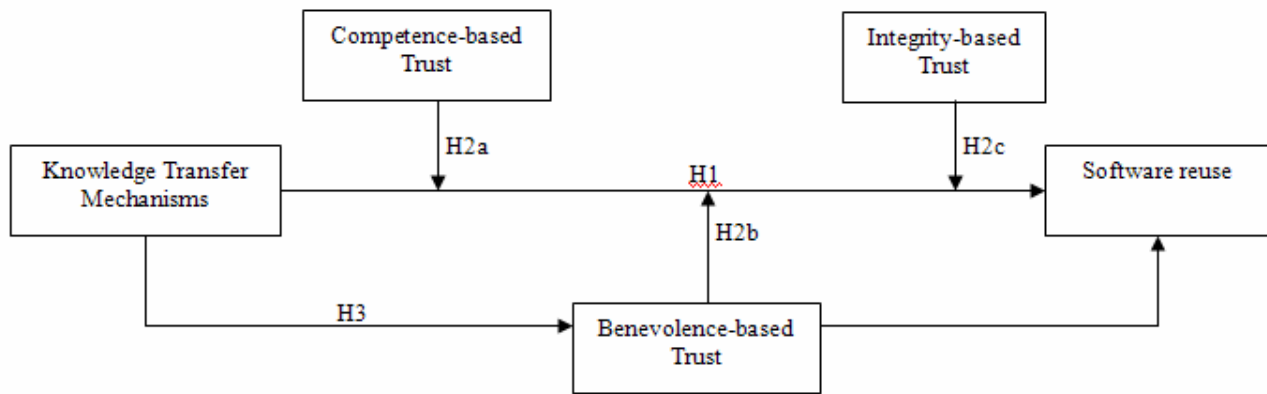 Competence-based
Trust
Integrity-based
Trust
H2a
H2c
Knowledge Transfer
Mechanisms
H1
Software reuse
H2b
H3
Benevolence-based
Trust